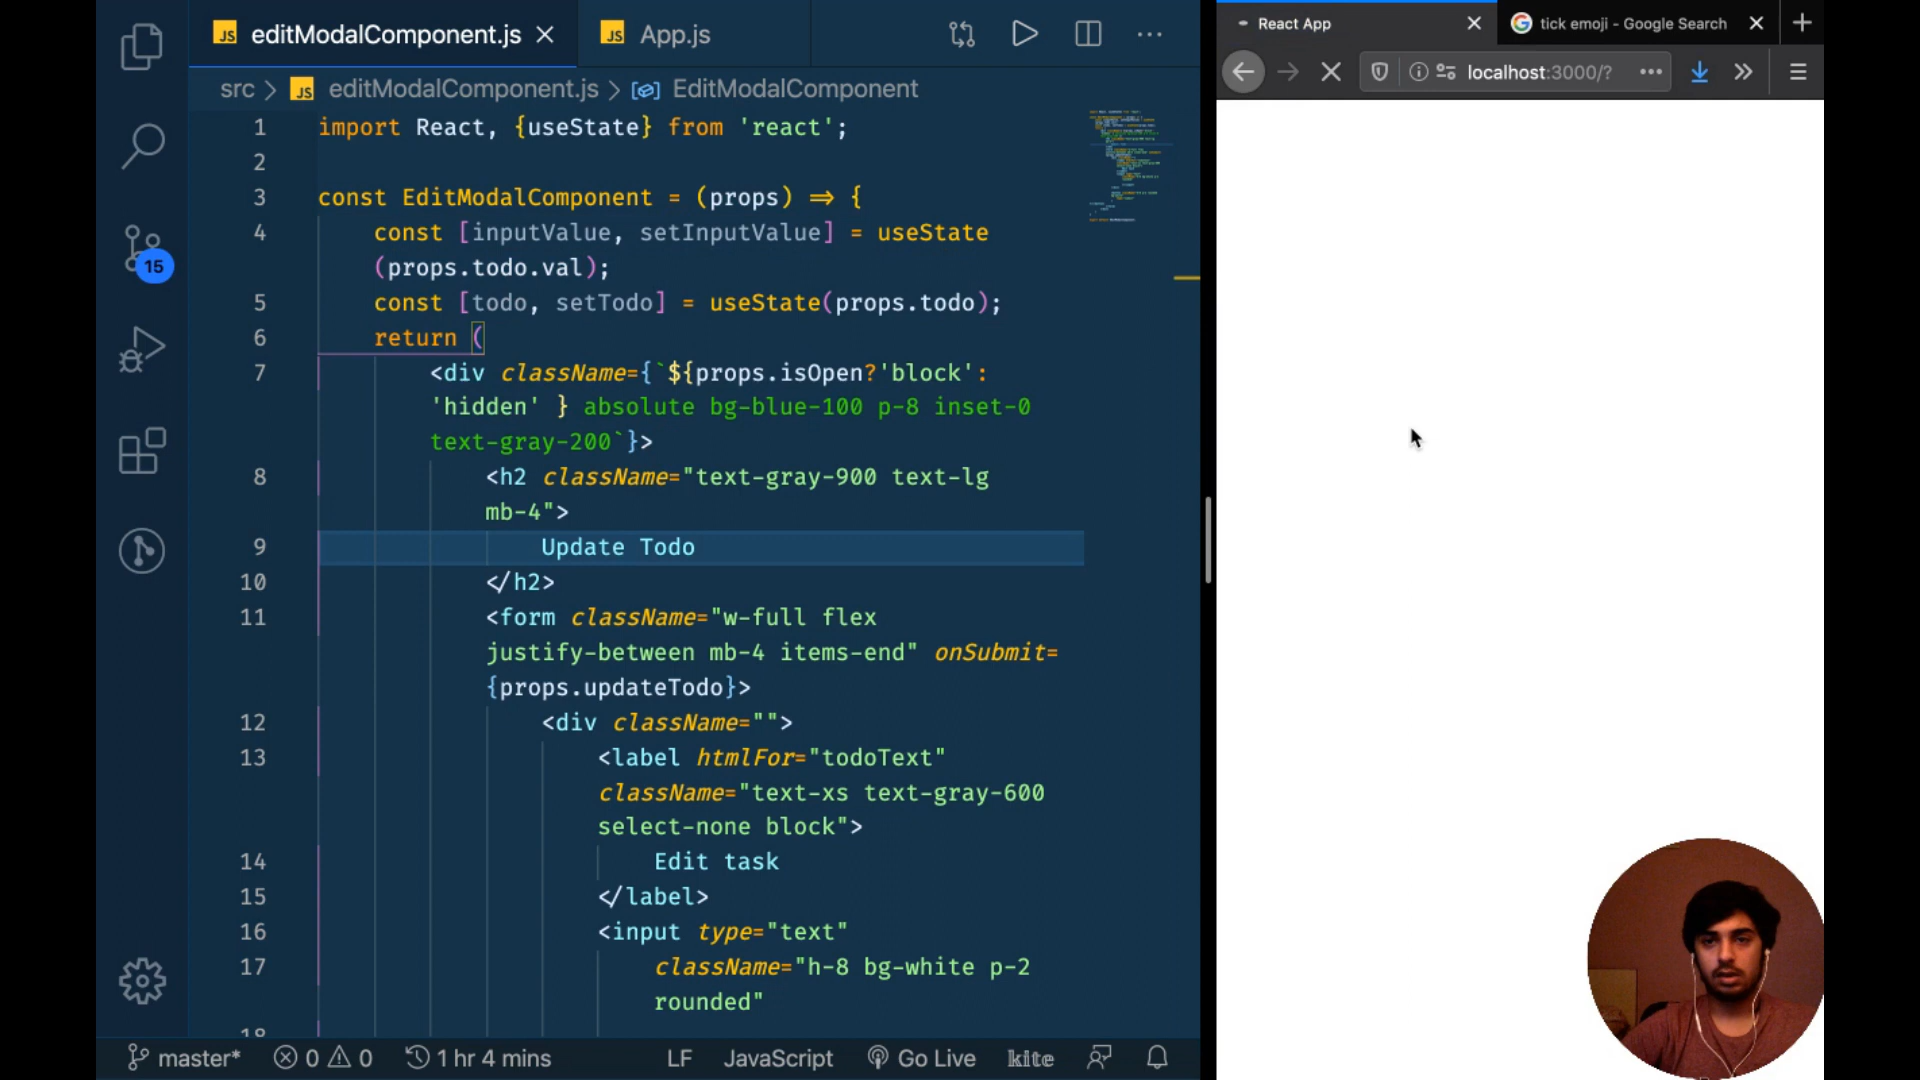 JS editModalComponent.js
JS App.js
src > JS editModalComponent.js > EditModalComponent
1 import React, {useState} from 'react';
2
3 const EditModalComponent = (props) => {
4 const [inputValue, setInputValue] = useState
(props.todo.val);
5 const [todo, setTodo] = useState(props.todo);
6 return (
7 <div className={`${props.isOpen?'block':
'hidden' } absolute bg-blue-100 p-8 inset-0
text-gray-200`}>
8 <h2 className="text-gray-900 text-lg
mb-4">
9 Update Todo
10 </h2>
11 <form className="w-full flex
justify-between mb-4 items-end" onSubmit=
{props.updateTodo}>
12 <div className="">
13 <label htmlFor="todoText"
className="text-xs text-gray-600
select-none block">
14 Edit task
15 </label>
16 <input type="text"
17 className="h-8 bg-white p-2
rounded"
18
15
master* 0 0 1 hr 4 mins LF JavaScript Go Live kite
React App
tick emoji - Google Search
localhost:3000/?